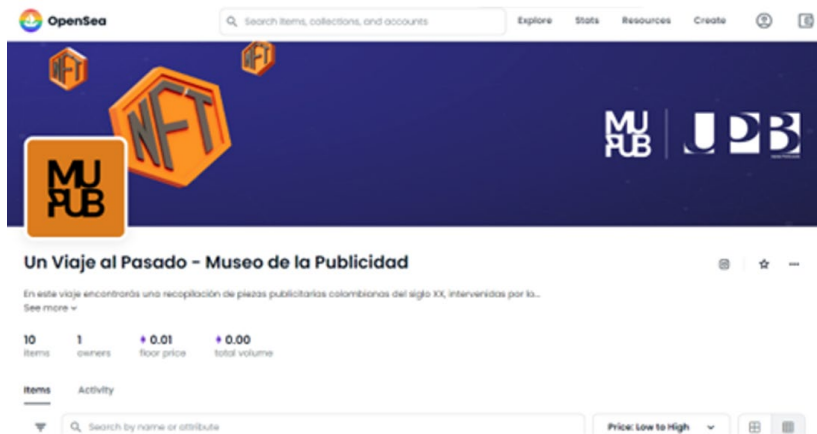 OpenSea
Search items, collections, and accounts
Explore Stats Resources Create
NFT
NFT
NFT
MU
PUB
MU
PUB
JPB
Un Viaje al Pasado - Museo de la Publicidad
En este viaje encontrarás una recopilación de piezas publicitarias colombianas del siglo XX, intervenidas por la...
See more
10 1 0.01 0.00
items owners floor price total volume
Items Activity
Search by name or attribute
Price: Low to High